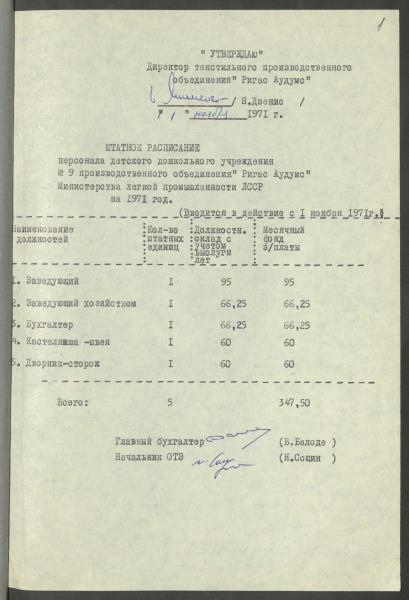 1
" УТВЕРЖДАЮ"
Директор текстильного производственного
объединения" Ригас Аудумс"
/ Я.Дзенис /
" 1 " ноября 1971 г.
ШТАТНОЕ РАСПИСАНИЕ
персонала детского дошкольного учреждения
№ 9 производственного объединения" Ригас Аудумс"
Министерства легкой промышленности ЛССР
на 1971 год.
(Вводится в действие с I ноября 1971г.)
Наименование должностей Кол-во штатных единиц Должностн. оклад с учетом выслуги лет Месячный фонд з/платы
1. Заведующий I 95 95
2. Заведующий хозяйством I 66,25 66,25
3. Бухгалтер I 66,25 66,25
4. Кастелянша -швея I 60 60
5. Дворник-сторож I 60 60
Всего: 5 347,50
Главный бухгалтер (В.Балоде )
Начальник ОТЗ (Н.Сощин )